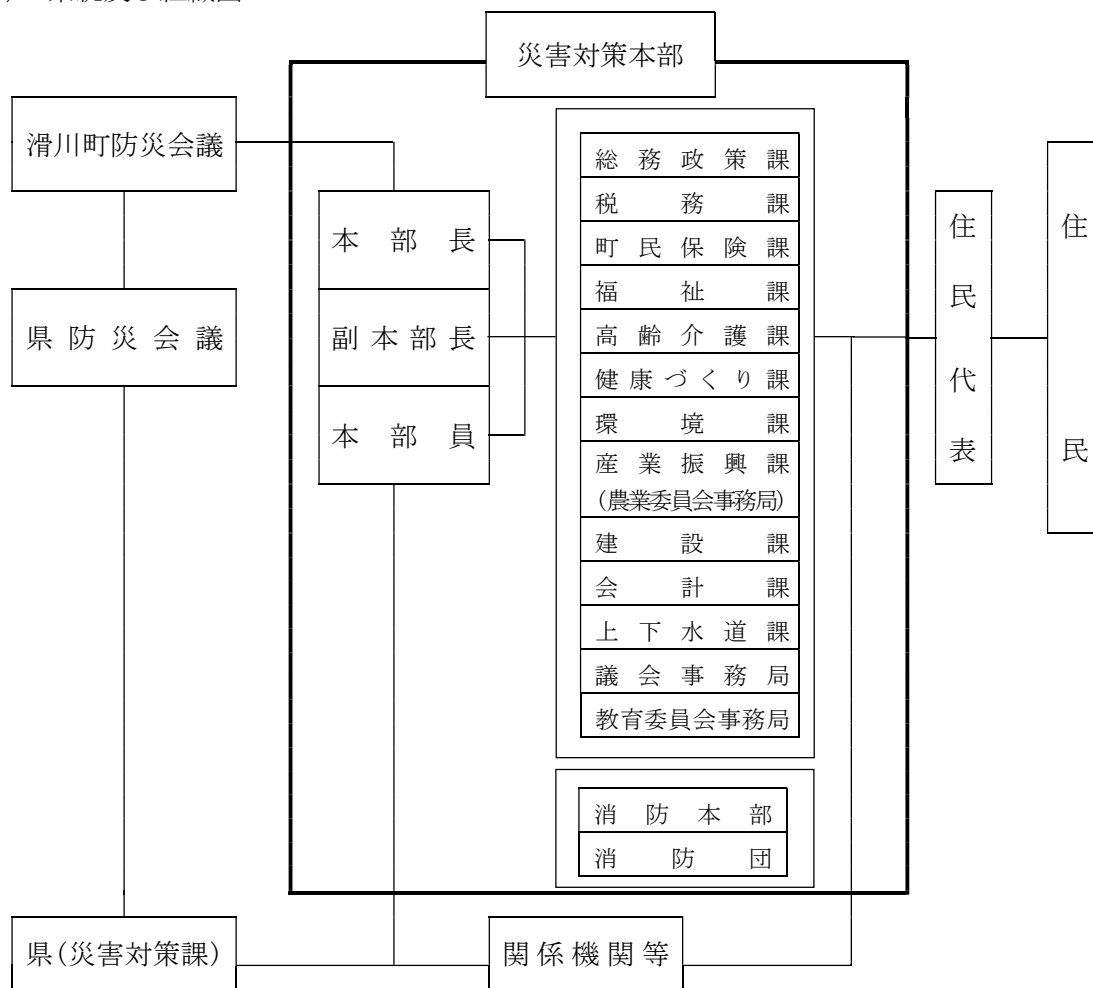 災害対策本部
滑川町防災会議
県防災会議
県(災害対策課)
本部長
副本部長
本部員
総務政策課
税務課
町民保険課
福祉課
高齢介護課
健康づくり課
環境課
産業振興課
(農業委員会事務局)
建設課
会計課
上下水道課
議会事務局
教育委員会事務局
消防本部
消防団
関係機関等
住民代表
住民